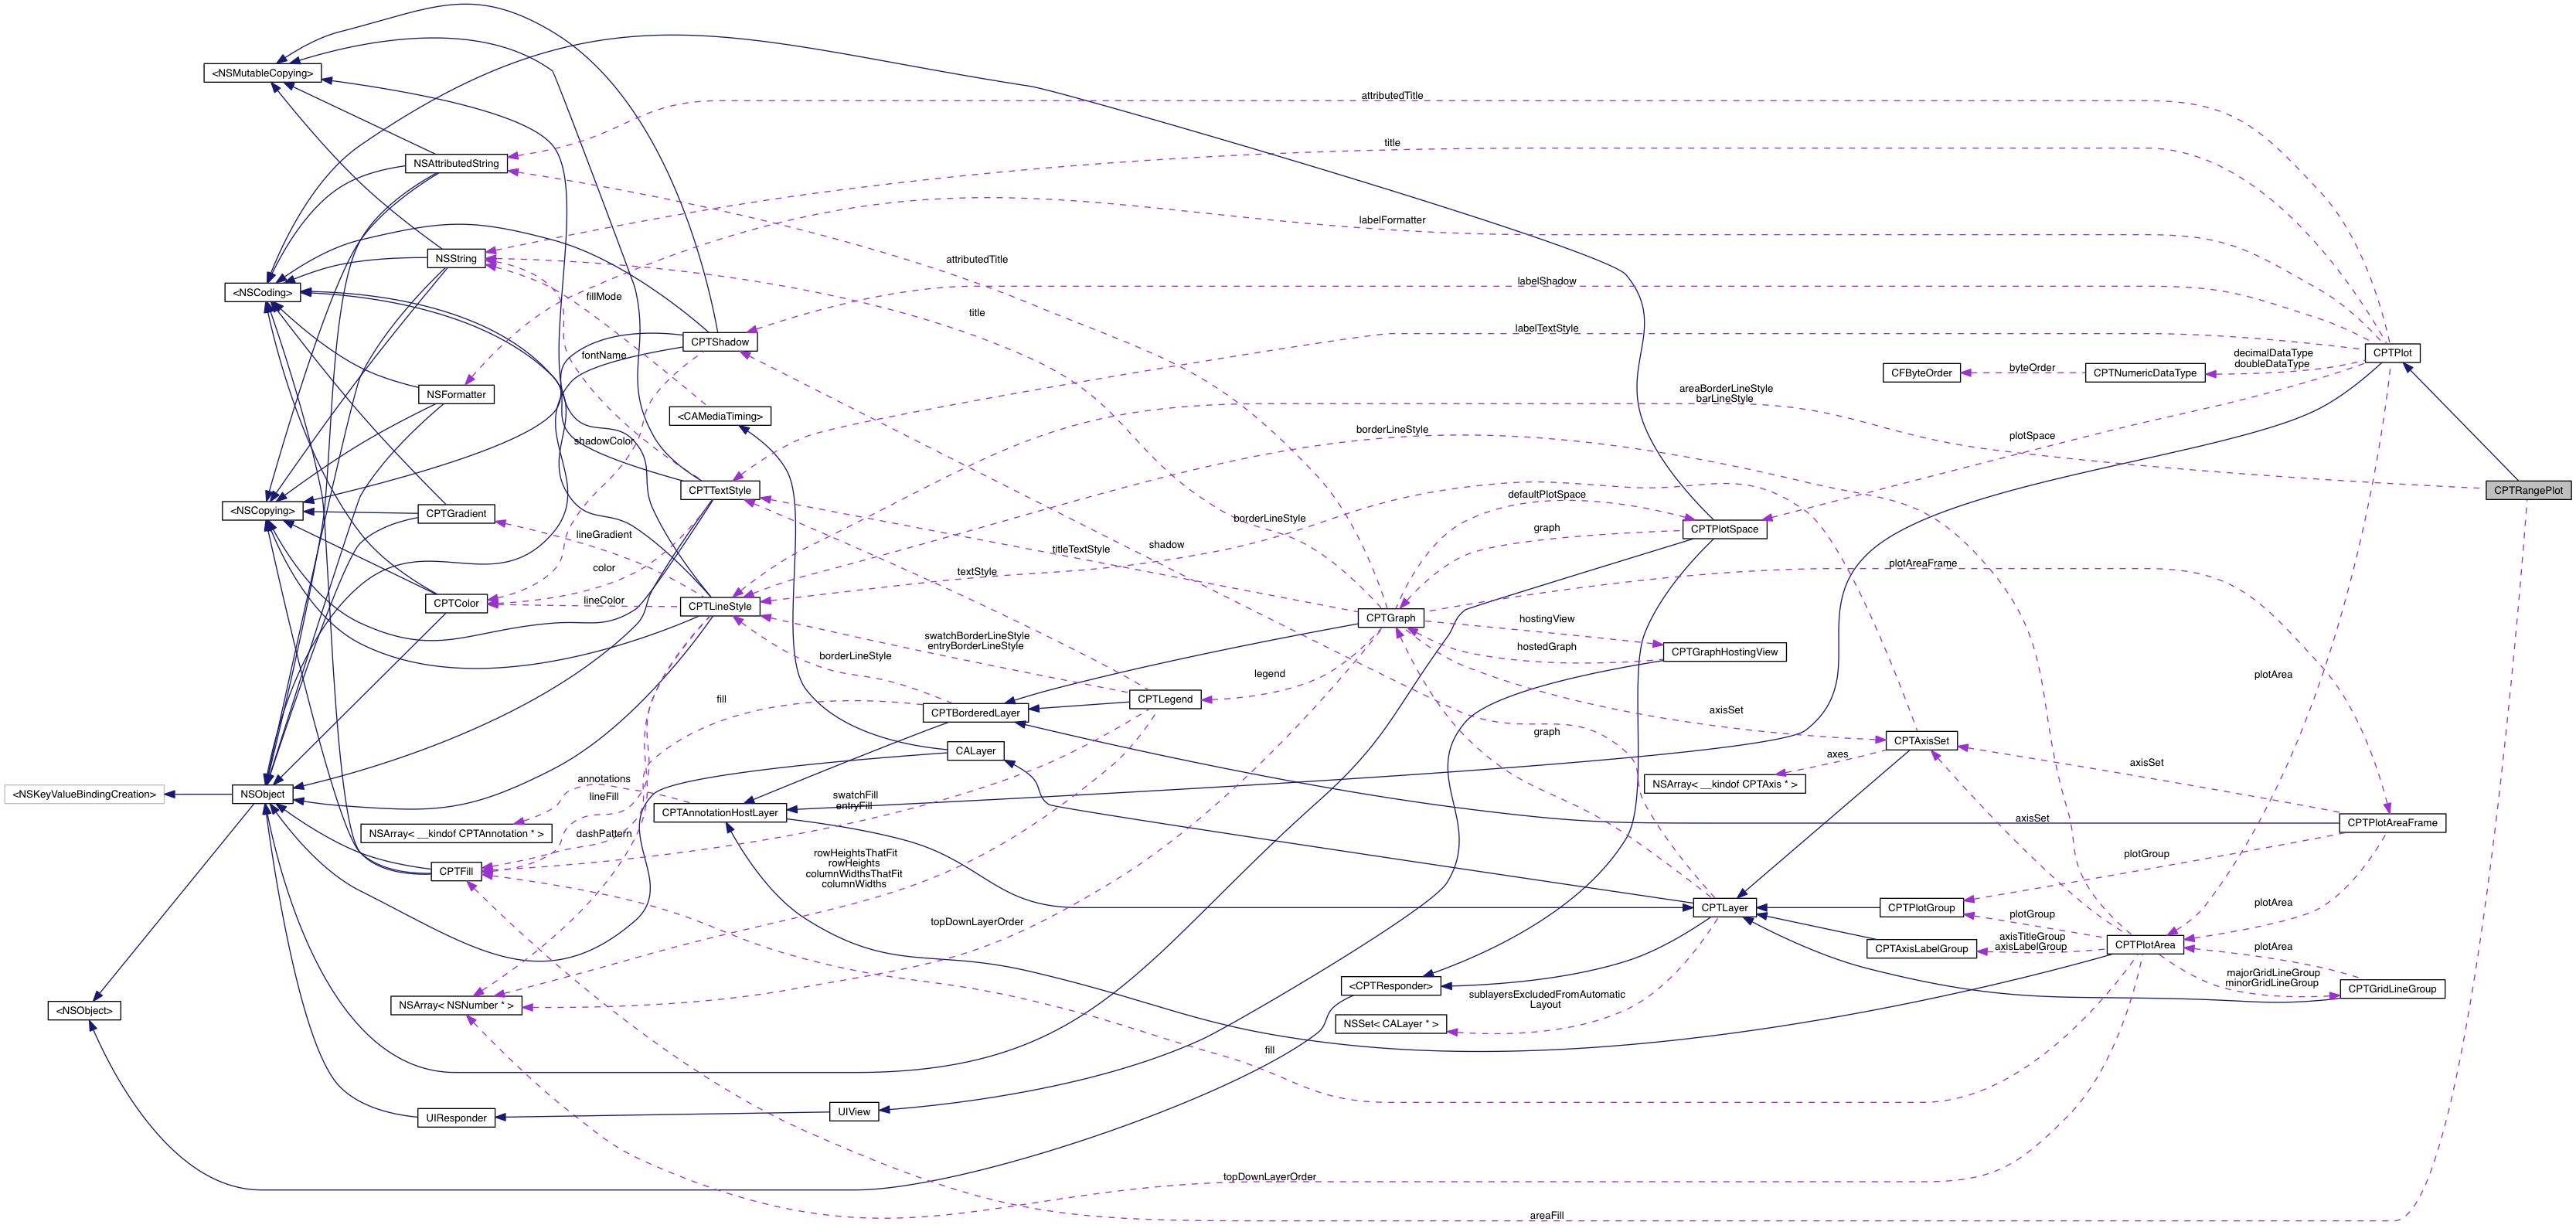 <NSMutableCopying>
attributedTitle
title
NSAttributedString
labelFormatter
NSString
attributedTitle
<NSCoding>
fillMode
labelShadow
title
labelTextStyle
CPTShadow
fontName
CPTPlot
decimalDataType
doubleDataType
byteOrder
CFByteOrder
CPTNumericDataType
NSFormatter
areaBorderLineStyle
barLineStyle
<CAMediaTiming>
borderLineStyle
plotSpace
shadowColor
CPTTextStyle
CPTRangePlot
defaultPlotSpace
<NSCopying>
CPTGradient
borderLineStyle
graph
CPTPlotSpace
lineGradient
titleTextStyle
shadow
plotAreaFrame
color
textStyle
CPTColor
lineColor
CPTLineStyle
CPTGraph
hostingView
swatchBorderLineStyle
entryBorderLineStyle
hostedGraph
CPTGraphHostingView
borderLineStyle
legend
plotArea
fill
CPTLegend
CPTBorderedLayer
axisSet
graph
CPTAxisSet
CALayer
axes
axisSet
annotations
NSArray< __kindof CPTAxis * >
<NSKeyValueBindingCreation>
NSObject
lineFill
swatchFill
entryFill
CPTAnnotationHostLayer
axisSet
CPTPlotAreaFrame
NSArray< __kindof CPTAnnotation * >
dashPattern
rowHeightsThatFit
rowHeights
columnWidthsThatFit
columnWidths
plotGroup
CPTFill
plotArea
CPTLayer
CPTPlotGroup
topDownLayerOrder
plotGroup
axisTitleGroup
axisLabelGroup
CPTAxisLabelGroup
CPTPlotArea
plotArea
majorGridLineGroup
minorGridLineGroup
<CPTResponder>
CPTGridLineGroup
sublayersExcludedFromAutomatic
Layout
NSArray< NSNumber * >
<NSObject>
NSSet< CALayer * >
fill
UIResponder
UIView
topDownLayerOrder
areaFill